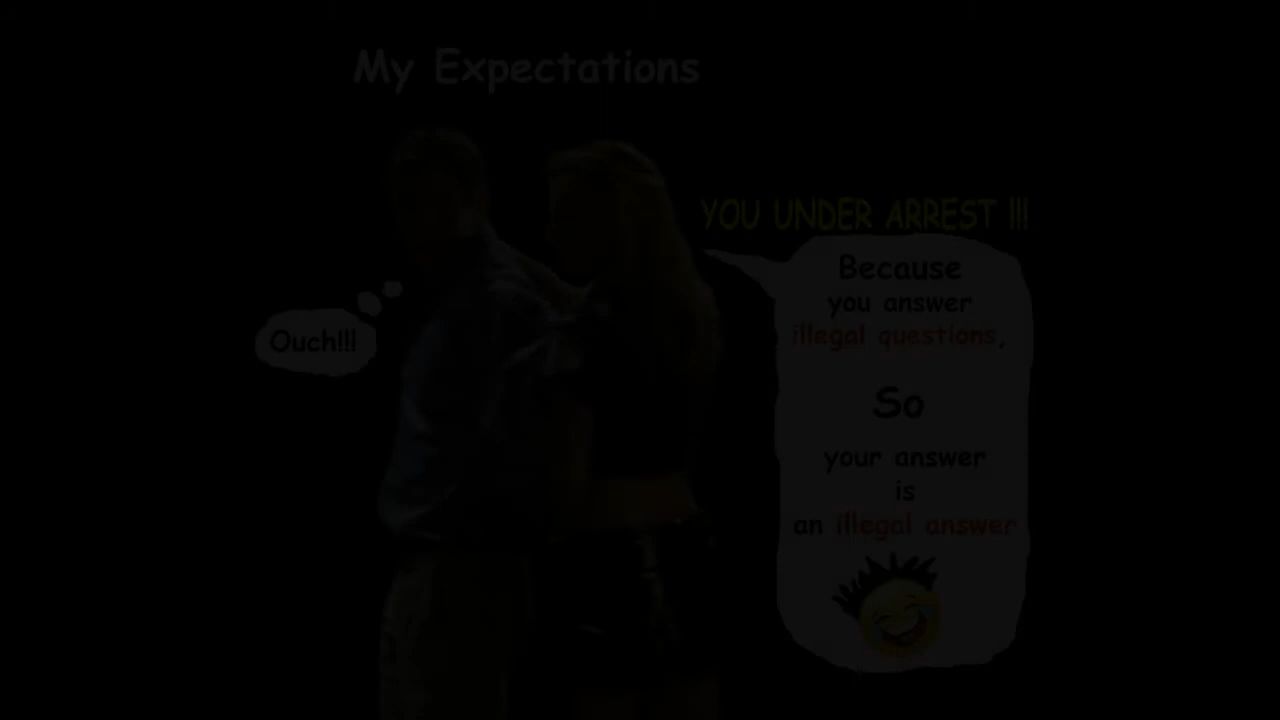 My Expectations
YOU UNDER ARREST !!!
Because
you answer
illegal questions,
Ouch!!!
So
your answer
is
an illegal answer